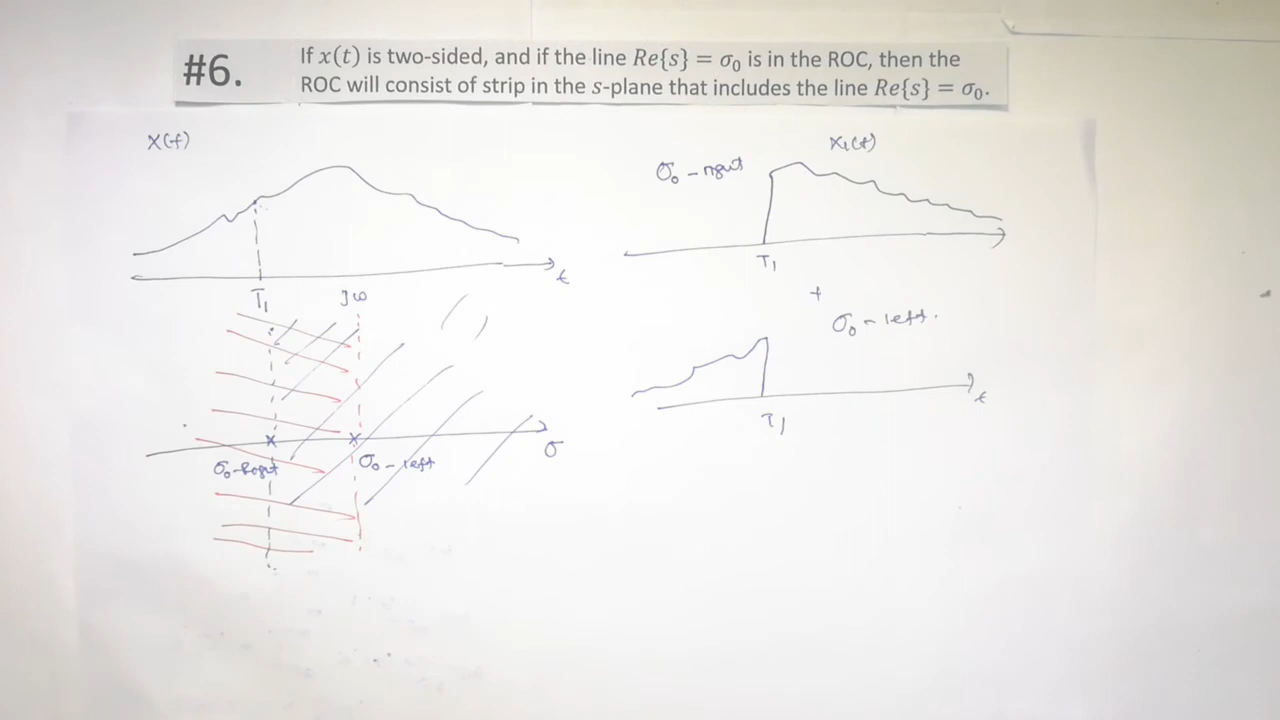 #6.
If x(t) is two-sided, and if the line Re{s} = σ₀ is in the ROC, then the
ROC will consist of strip in the s-plane that includes the line Re{s} = σ₀.
x(t)
x₁(t)
σ₀ - right
T₁
t
T₁
jω
+
σ₀ - left.
t
T₁
σ
σ₀-Right
σ₀ - left